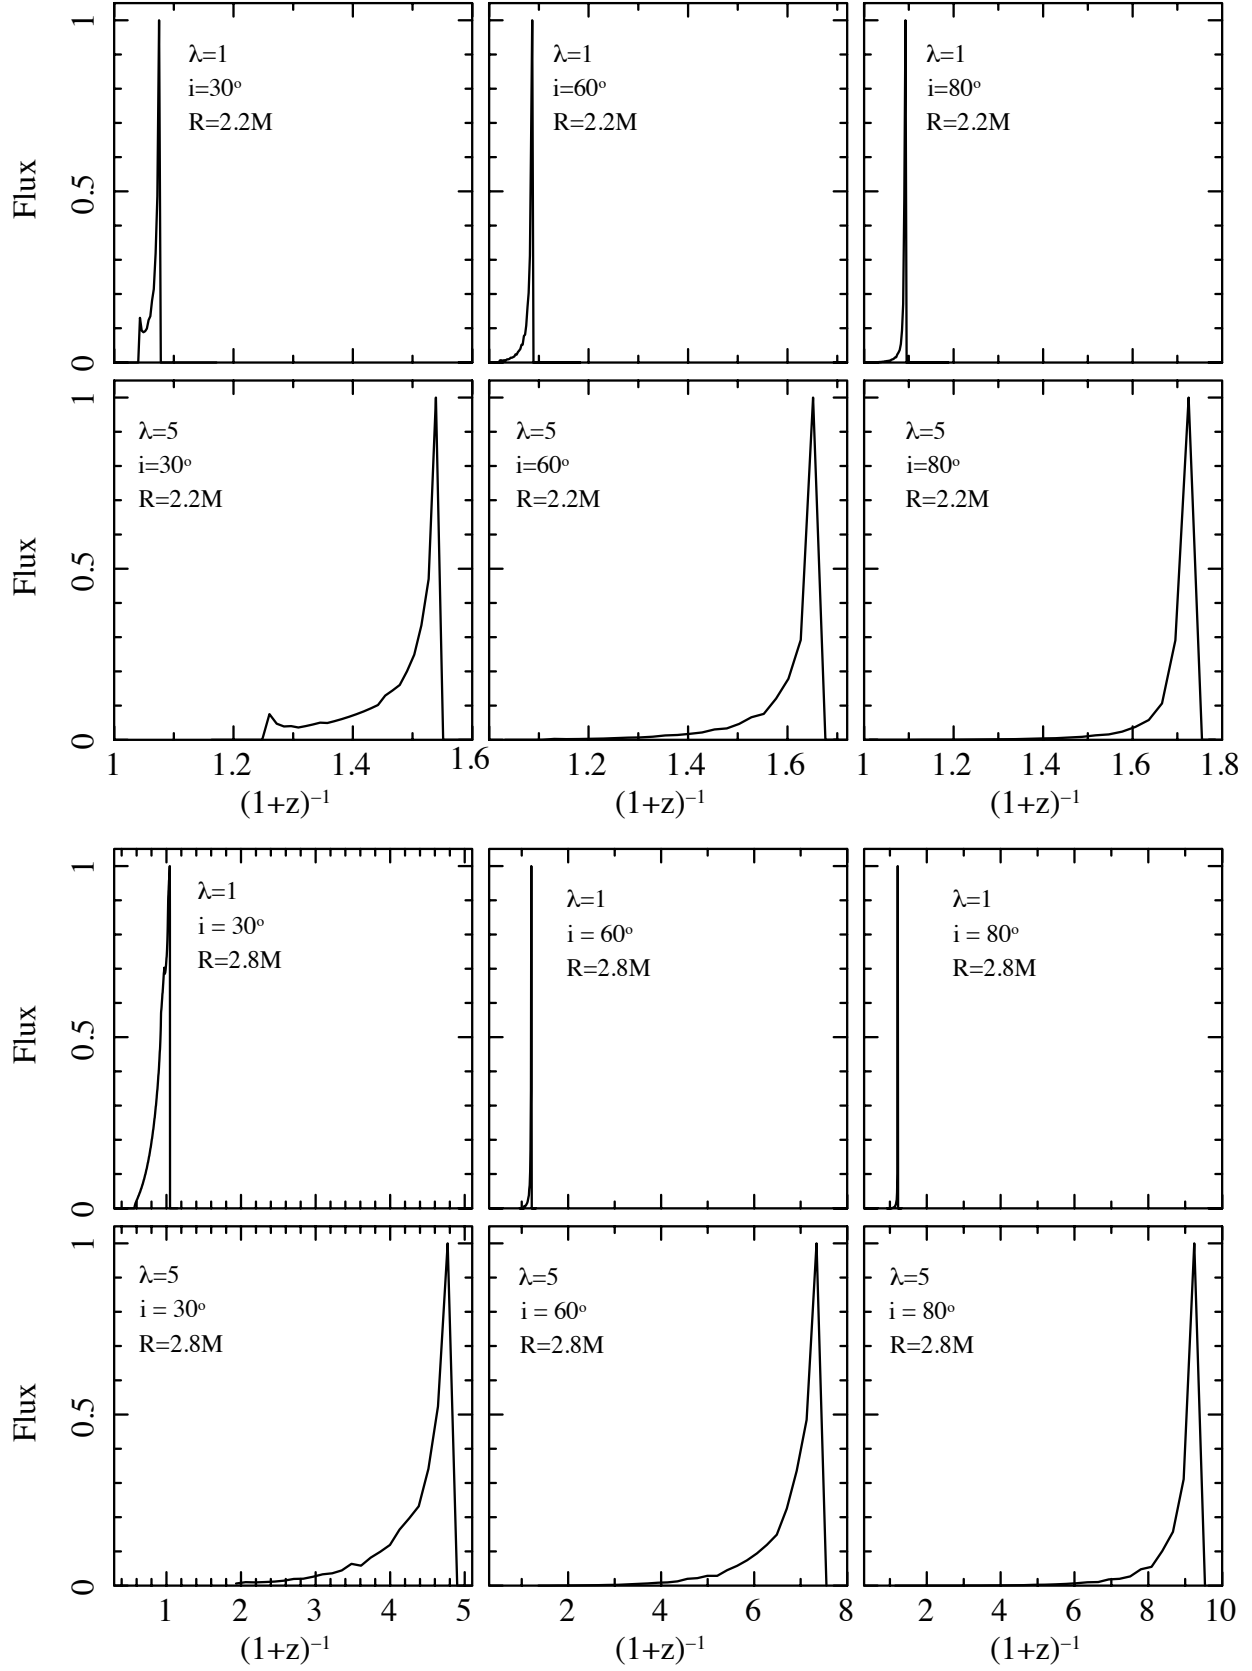 Flux
1
0.5
0
λ=1
i=30°
R=2.2M
λ=1
i=60°
R=2.2M
λ=1
i=80°
R=2.2M
Flux
1
0.5
0
λ=5
i=30°
R=2.2M
λ=5
i=60°
R=2.2M
λ=5
i=80°
R=2.2M
1 1.2 1.4 1.6
1.2 1.4 1.6
1 1.2 1.4 1.6 1.8
(1+z)⁻¹
(1+z)⁻¹
(1+z)⁻¹
Flux
1
0.5
0
λ=1
i = 30°
R=2.8M
λ=1
i = 60°
R=2.8M
λ=1
i = 80°
R=2.8M
Flux
1
0.5
0
λ=5
i = 30°
R=2.8M
λ=5
i = 60°
R=2.8M
λ=5
i = 80°
R=2.8M
1 2 3 4 5
2 4 6 8
2 4 6 8 10
(1+z)⁻¹
(1+z)⁻¹
(1+z)⁻¹